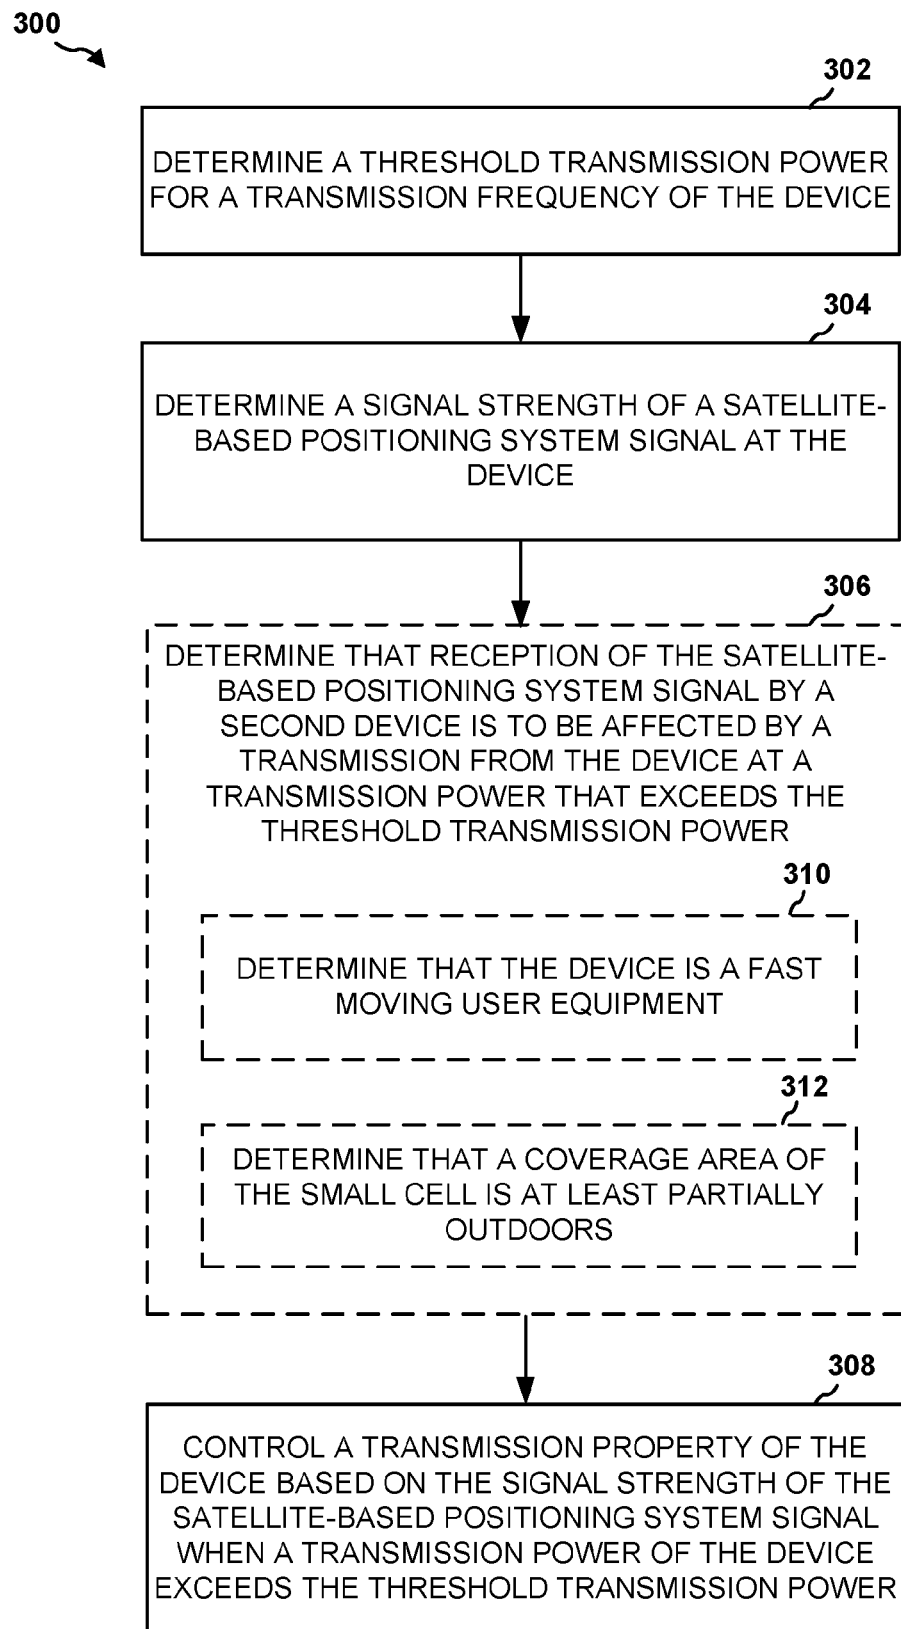 300
302
DETERMINE A THRESHOLD TRANSMISSION POWER
FOR A TRANSMISSION FREQUENCY OF THE DEVICE
304
DETERMINE A SIGNAL STRENGTH OF A SATELLITE-
BASED POSITIONING SYSTEM SIGNAL AT THE
DEVICE
306
DETERMINE THAT RECEPTION OF THE SATELLITE-
BASED POSITIONING SYSTEM SIGNAL BY A
SECOND DEVICE IS TO BE AFFECTED BY A
TRANSMISSION FROM THE DEVICE AT A
TRANSMISSION POWER THAT EXCEEDS THE
THRESHOLD TRANSMISSION POWER
310
DETERMINE THAT THE DEVICE IS A FAST
MOVING USER EQUIPMENT
312
DETERMINE THAT A COVERAGE AREA OF
THE SMALL CELL IS AT LEAST PARTIALLY
OUTDOORS
308
CONTROL A TRANSMISSION PROPERTY OF THE
DEVICE BASED ON THE SIGNAL STRENGTH OF THE
SATELLITE-BASED POSITIONING SYSTEM SIGNAL
WHEN A TRANSMISSION POWER OF THE DEVICE
EXCEEDS THE THRESHOLD TRANSMISSION POWER